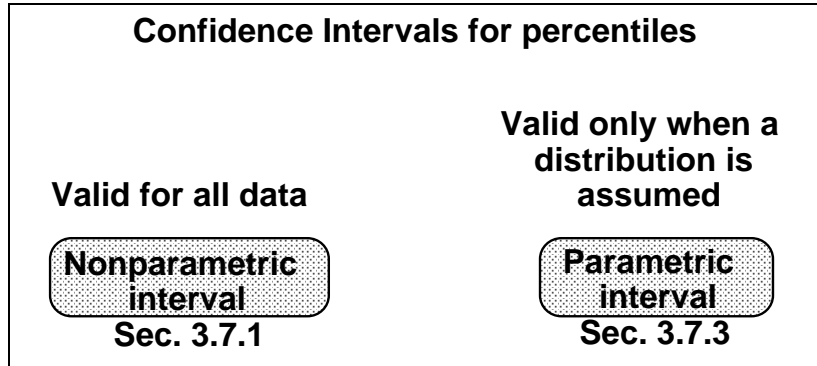 Confidence Intervals for percentiles
Valid for all data
Nonparametric
interval
Sec. 3.7.1
Valid only when a
distribution is
assumed
Parametric
interval
Sec. 3.7.3